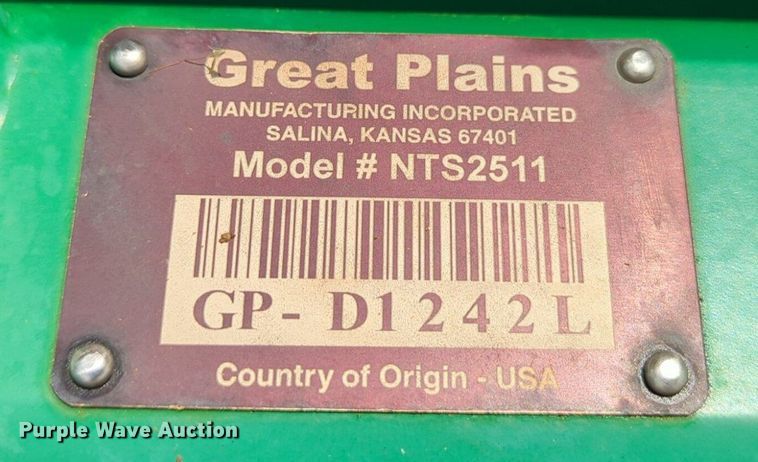 Great Plains
MANUFACTURING INCORPORATED
SALINA, KANSAS 67401
Model # NTS2511
GP- D1242L
Country of Origin - USA
Purple Wave Auction